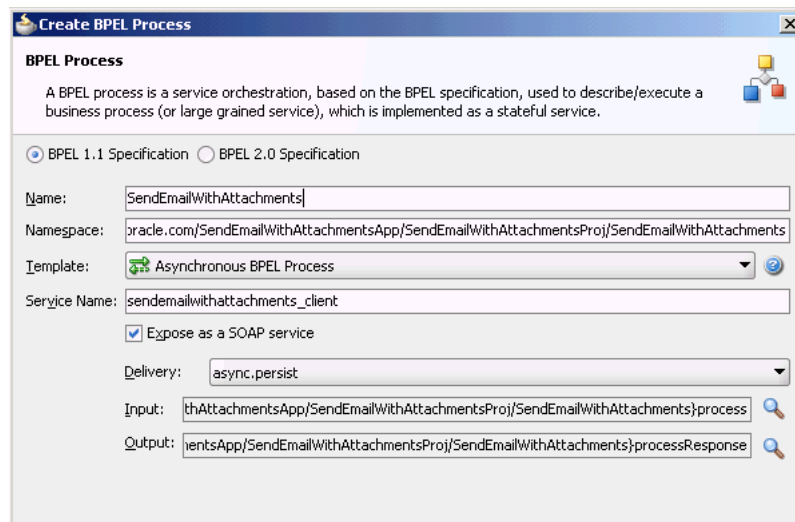 Create BPEL Process
BPEL Process
A BPEL process is a service orchestration, based on the BPEL specification, used to describe/execute a
business process (or large grained service), which is implemented as a stateful service.
BPEL 1.1 Specification BPEL 2.0 Specification
Name: SendEmailWithAttachments
Namespace: oracle.com/SendEmailWithAttachmentsApp/SendEmailWithAttachmentsProj/SendEmailWithAttachments
Template: Asynchronous BPEL Process
Service Name: sendemailwithattachments_client
Expose as a SOAP service
Delivery: async.persist
Input: thAttachmentsApp/SendEmailWithAttachmentsProj/SendEmailWithAttachments}process
Output: mentsApp/SendEmailWithAttachmentsProj/SendEmailWithAttachments}processResponse